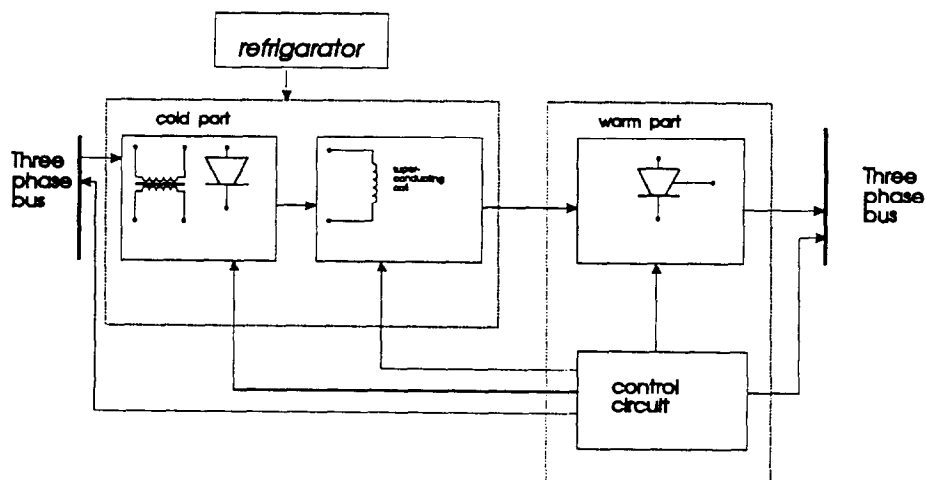 refrigarator
cold part
warm part
Three
phase
bus
super-
conducting
coil
Three
phase
bus
control
circuit